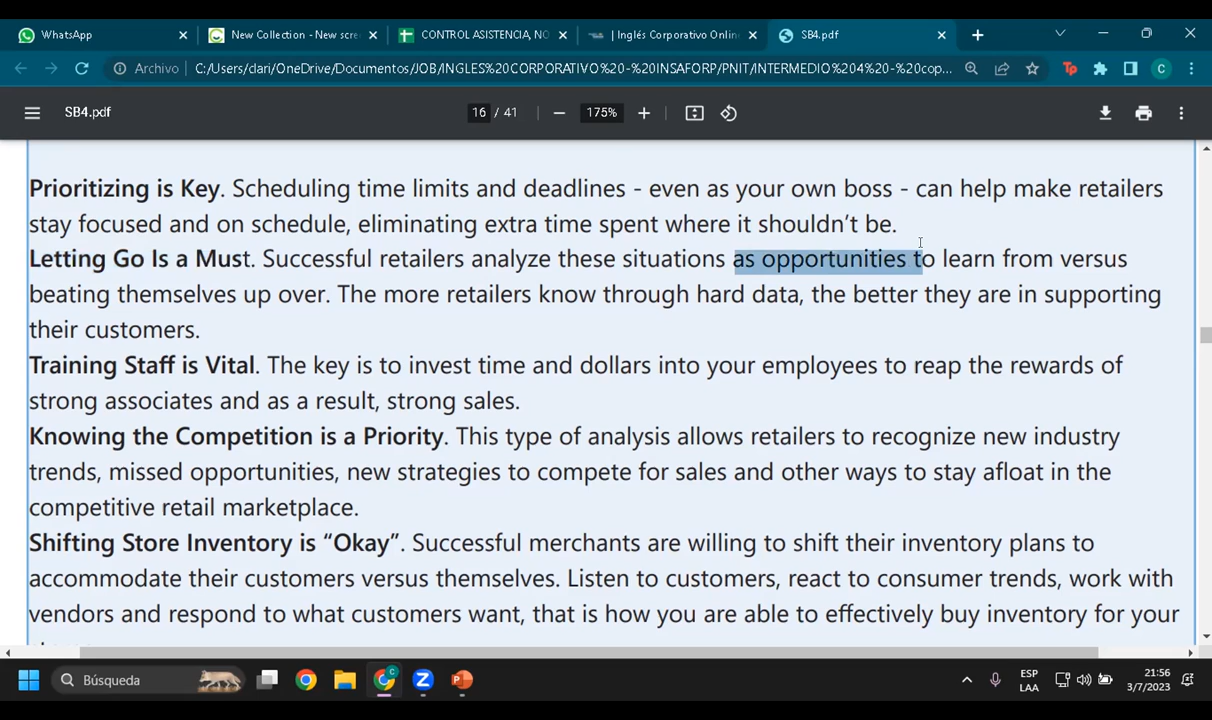 WhatsApp
New Collection - New scre
CONTROL ASISTENCIA, NO
| Inglés Corporativo Online
SB4.pdf
Archivo
C:/Users/clari/OneDrive/Documentos/JOB/INGLES%20CORPORATIVO%20-%20INSAFORP/PNIT/INTERMEDIO%204%20-%20cop...
C
SB4.pdf
16 / 41
175%
Prioritizing is Key. Scheduling time limits and deadlines - even as your own boss - can help make retailers
stay focused and on schedule, eliminating extra time spent where it shouldn't be.
Letting Go Is a Must. Successful retailers analyze these situations as opportunities to learn from versus
beating themselves up over. The more retailers know through hard data, the better they are in supporting
their customers.
Training Staff is Vital. The key is to invest time and dollars into your employees to reap the rewards of
strong associates and as a result, strong sales.
Knowing the Competition is a Priority. This type of analysis allows retailers to recognize new industry
trends, missed opportunities, new strategies to compete for sales and other ways to stay afloat in the
competitive retail marketplace.
Shifting Store Inventory is “Okay”. Successful merchants are willing to shift their inventory plans to
accommodate their customers versus themselves. Listen to customers, react to consumer trends, work with
vendors and respond to what customers want, that is how you are able to effectively buy inventory for your
Búsqueda
ESP
LAA
21:56
3/7/2023